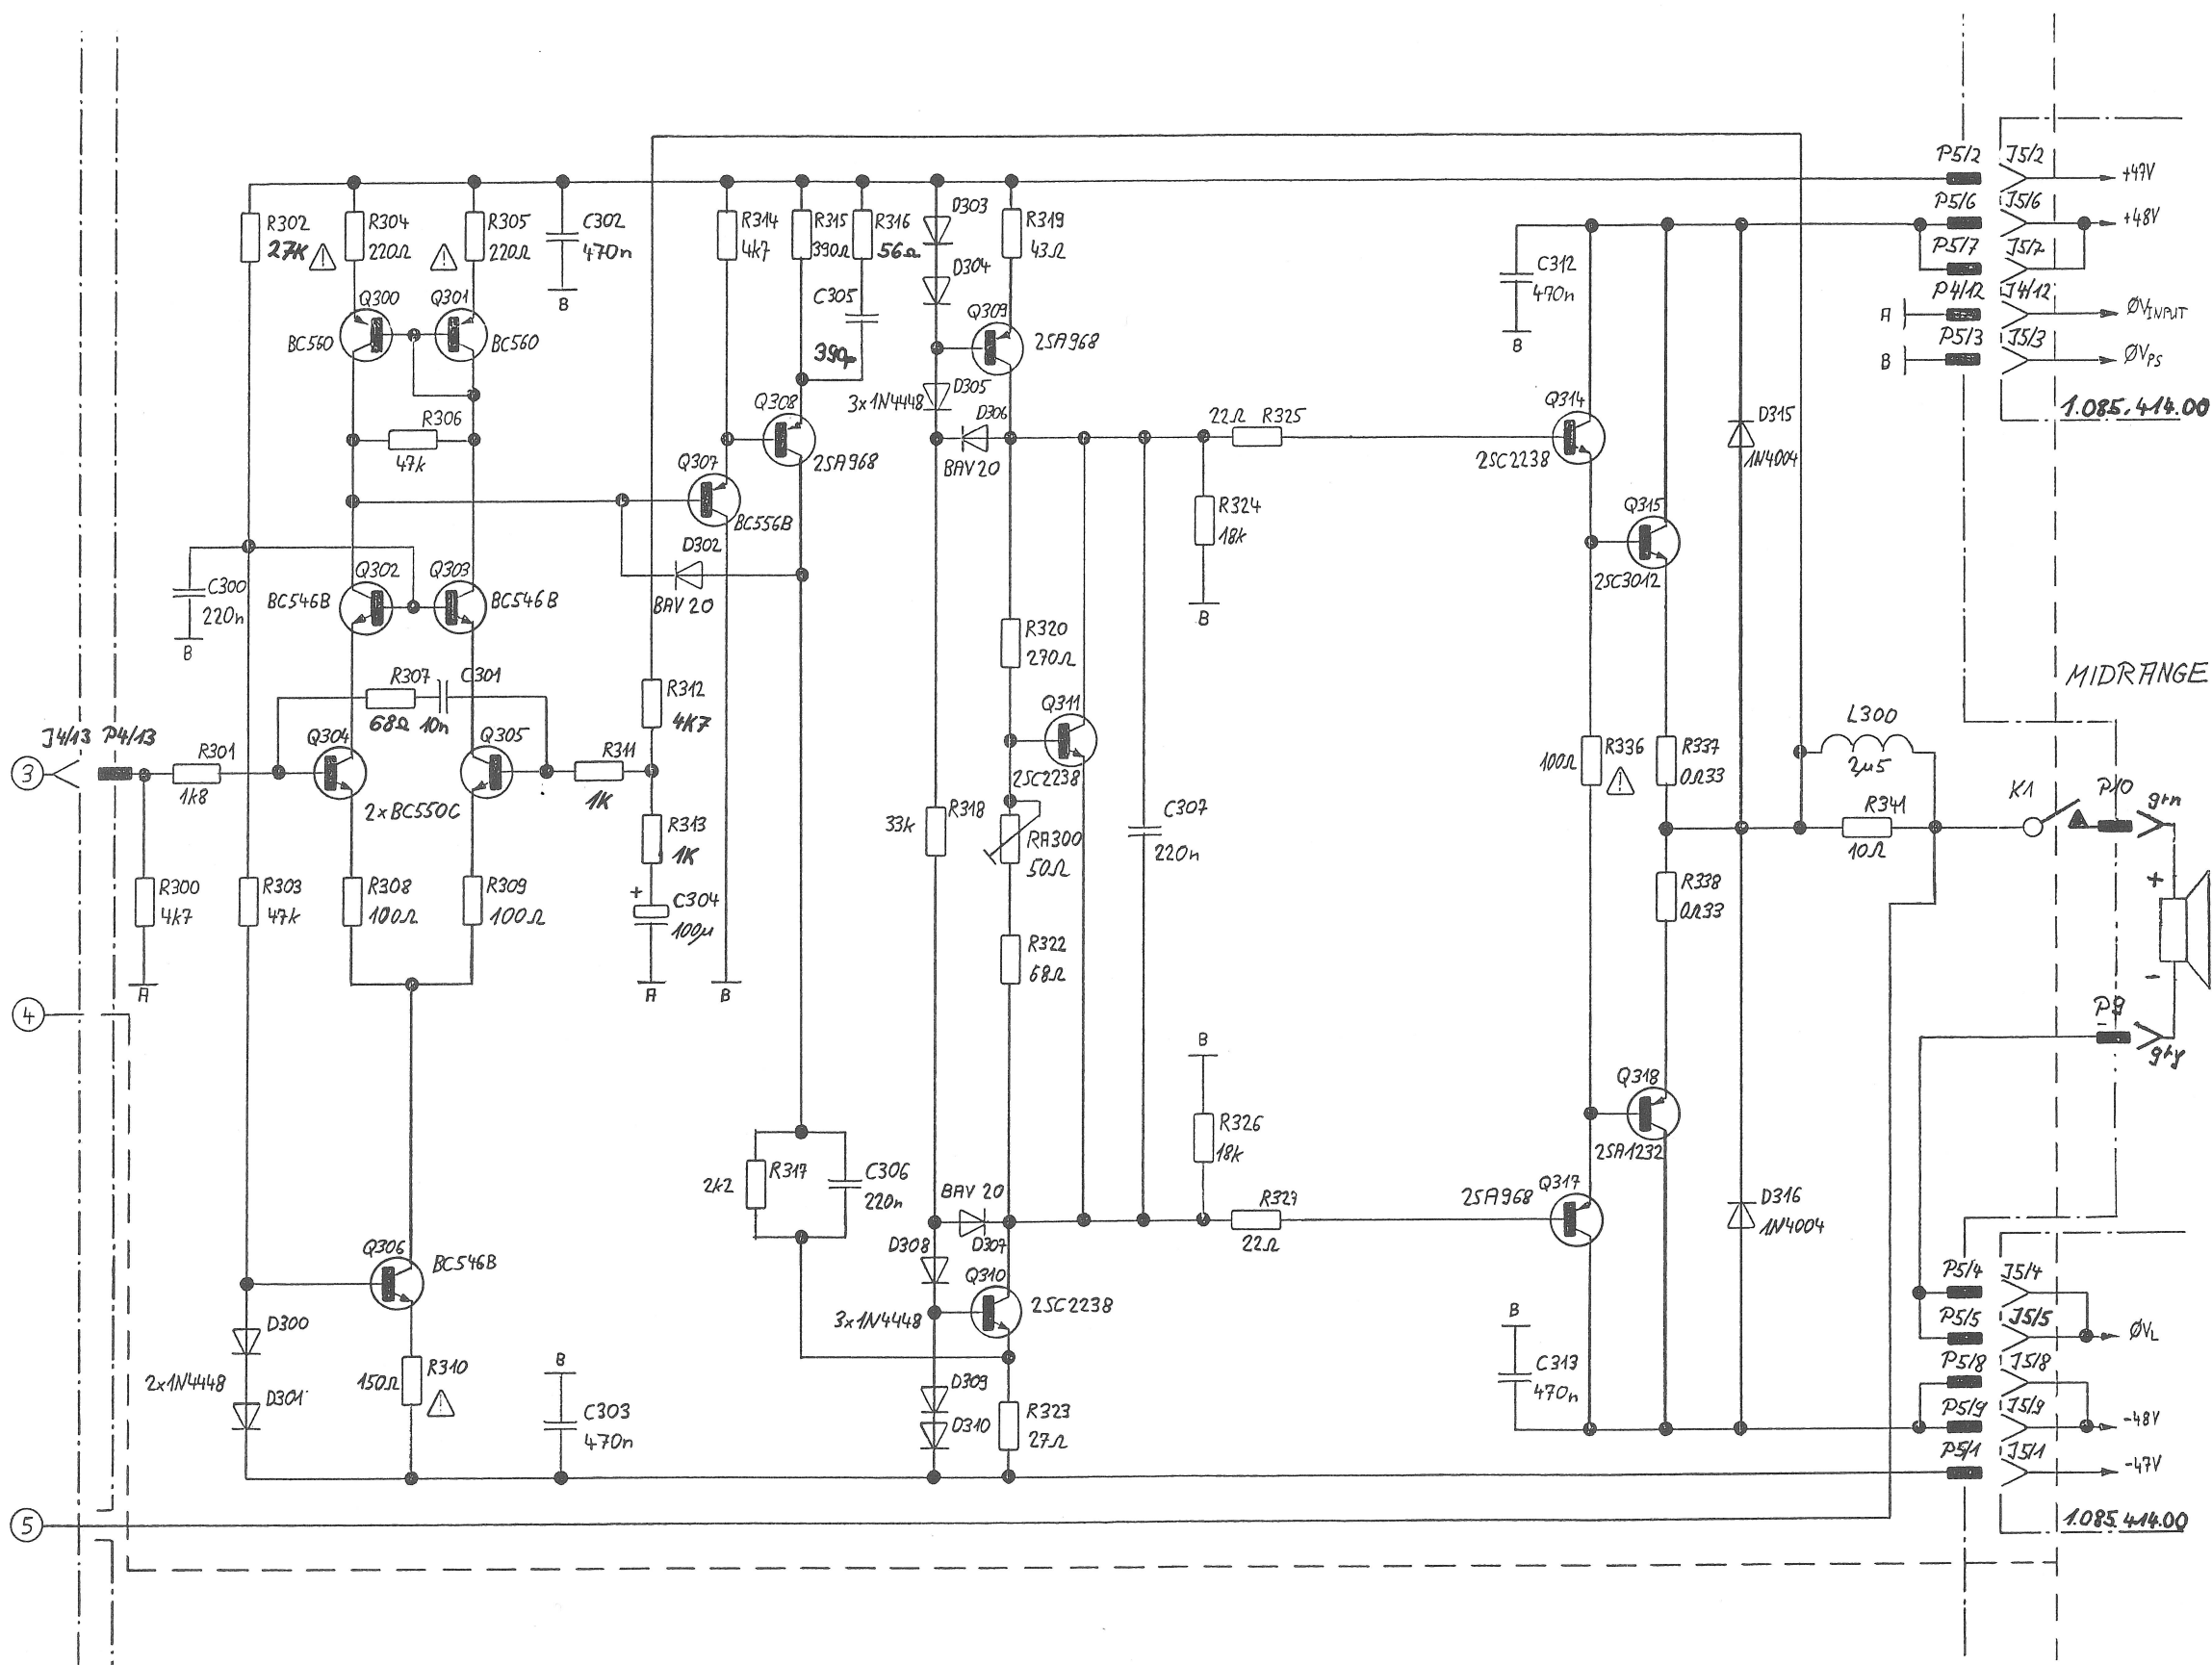 P5/2 J5/2
+47V
P5/6 J5/6
+48V
P5/7 J5/7
P4/12 J4/12
A
ØVINPUT
P5/3 J5/3
B
ØVPS
1.085.414.00
R302
27K
R304
220Ω
R305
220Ω
C302
470n
B
R314
4k7
R315
390Ω
R316
56Ω
D303
R319
43Ω
D304
C312
470n
B
Q300
BC560
Q301
BC560
C305
390p
Q309
2SA968
D305
3x1N4448
D306
BAV 20
R306
47k
Q308
2SA968
22Ω R325
Q314
2SC2238
D315
1N4004
Q307
BC556B
R324
18k
B
Q315
2SC3012
D302
BAV 20
C300
220n
B
Q302
BC546B
Q303
BC546B
R320
270Ω
R307
68Ω
C301
10n
R312
4K7
Q311
2SC2238
MIDRANGE
L300
2µ5
J4/13 P4/13
3
R301
1k8
Q304
Q305
2xBC550C
R311
1K
R336
100Ω
R337
0Ω33
R313
1K
R318
33k
RA300
50Ω
C307
220n
R341
10Ω
K1
P10
grn
+
-
R300
4k7
A
R303
47k
R308
100Ω
R309
100Ω
+
C304
100µ
A
B
R322
68Ω
R338
0Ω33
4
P9
gry
B
R326
18k
Q318
2SA1232
R317
2k2
C306
220n
BAV 20
D307
R327
22Ω
2SA968
Q317
D316
1N4004
Q306
BC546B
D308
Q310
2SC2238
3x1N4448
P5/4 J5/4
P5/5 J5/5
ØVL
D300
2x1N4448
D301
R310
150Ω
B
C303
470n
D309
D310
R323
27Ω
B
C313
470n
P5/8 J5/8
P5/9 J5/9
-48V
P5/1 J5/1
-47V
5
1.085.414.00